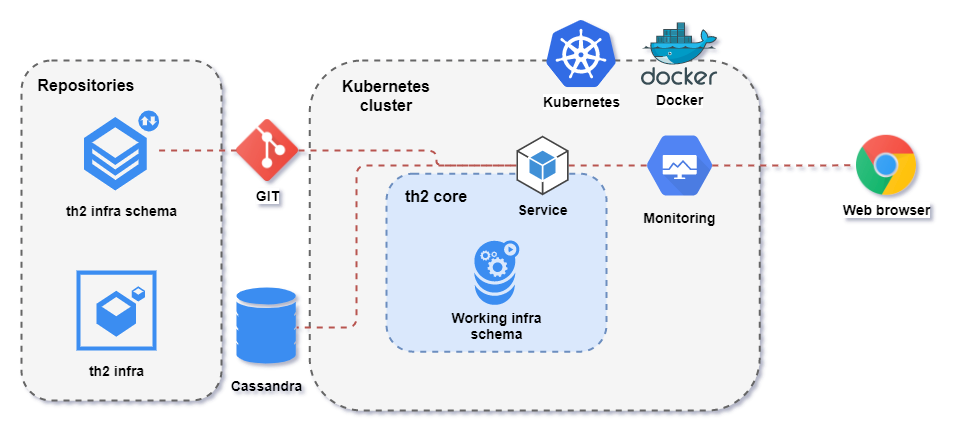 Repositories
th2 infra schema
th2 infra
GIT
Cassandra
Kubernetes
cluster
Kubernetes
docker
Docker
th2 core
Service
Working infra
schema
Monitoring
Web browser